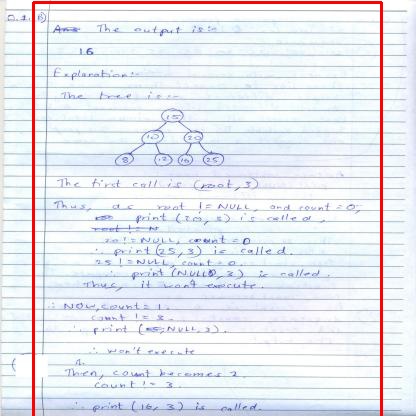 Q.1. B)
Ans The output is:-
16
Explanation:-
The tree is:-
15
10 20
8 12 16 25
The first call is (root, 3)
Thus, as root != NULL, and count = 0,
print (20, 3) is called,
root != N
20 != NULL, count = 0
∴ print (25, 3) is called.
25 != NULL, count = 0.
∴ print (NULL, 3) is called.
Thus, it won't execute.
∴ NOW, count = 1.
count != 3.
∴ print (NULL, 3).
∴ won't execute
Then, count becomes 2.
count != 3
∴ print (16, 3) is called.